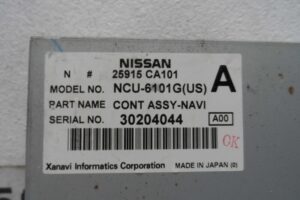 NISSAN
N # 25915 CA101
MODEL NO. NCU-6101G(US) A
PART NAME CONT ASSY-NAVI
SERIAL NO. 30204044 A00
OK
Xanavi Informatics Corporation MADE IN JAPAN (0)